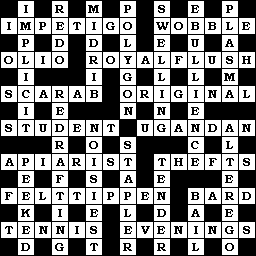 I R M P S E P
IMPETIGO WOBBLE
P D D L E U A
OLIO ROYALFLUSH
I I G L L M
SCARAB ORIGINAL
I E N N E
STUDENT UGANDAN
R O S C L
APIARIST THEFTS
E F S A E E
FELTTIPPEN BARD
K I E L D A E
TENNIS EVENINGS
D G T R R L O